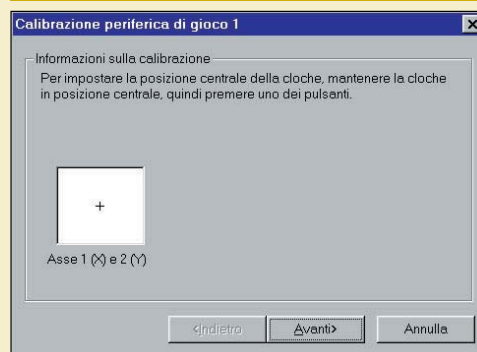 Calibrazione periferica di gioco 1
Informazioni sulla calibrazione
Per impostare la posizione centrale della cloche, mantenere la cloche
in posizione centrale, quindi premere uno dei pulsanti.
Asse 1 (X) e 2 (Y)
<Indietro
Avanti>
Annulla